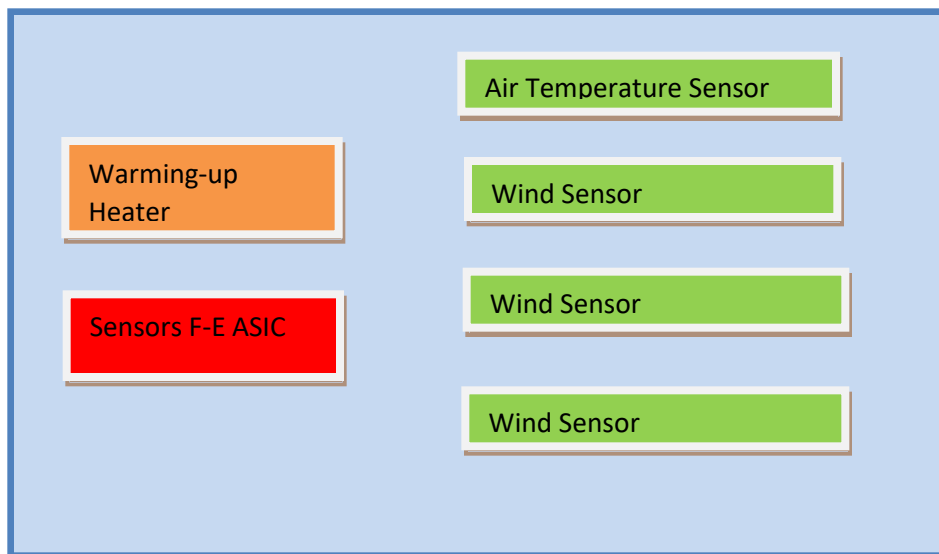 Air Temperature Sensor
Warming-up
Heater
Wind Sensor
Wind Sensor
Sensors F-E ASIC
Wind Sensor